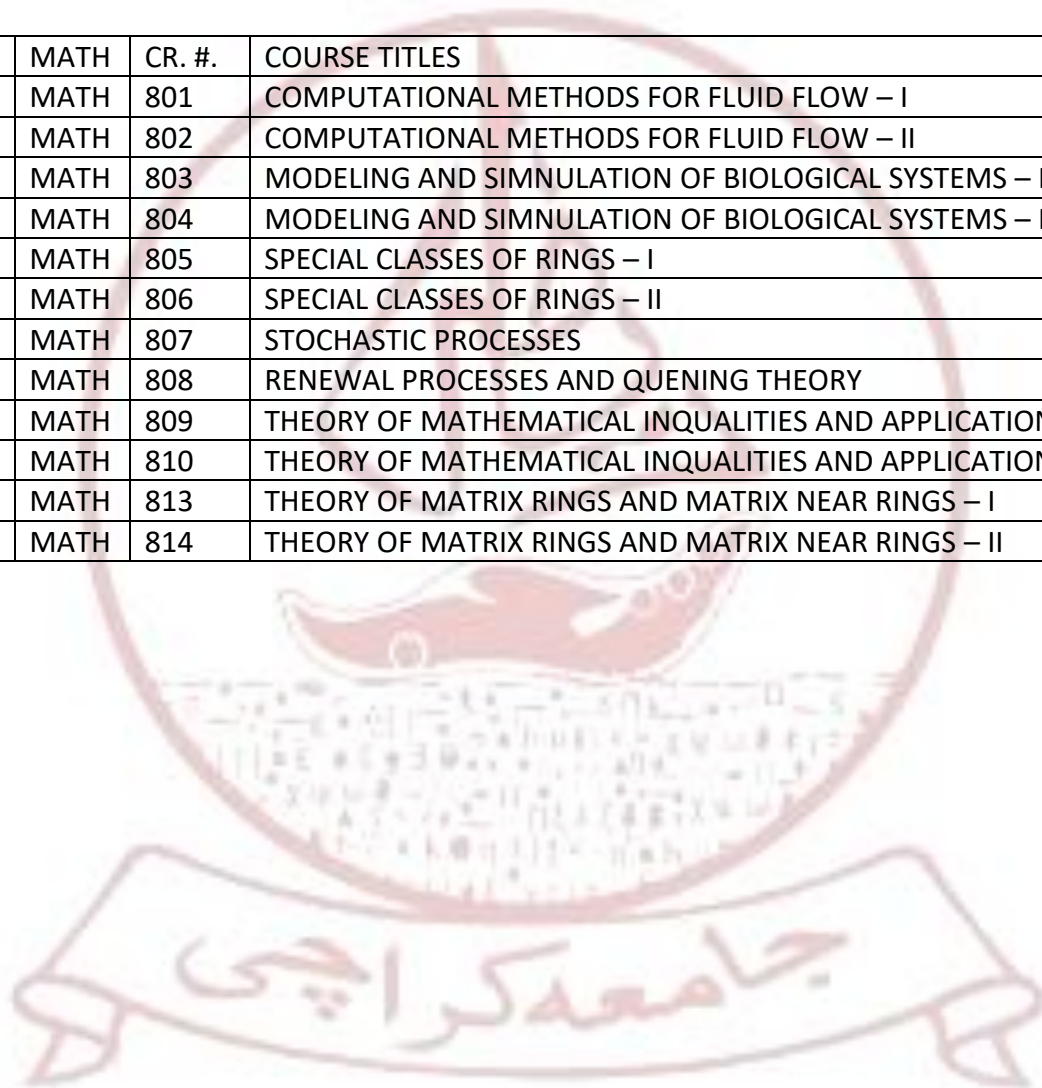 MATH CR. #. COURSE TITLES
MATH 801 COMPUTATIONAL METHODS FOR FLUID FLOW – I
MATH 802 COMPUTATIONAL METHODS FOR FLUID FLOW – II
MATH 803 MODELING AND SIMNULATION OF BIOLOGICAL SYSTEMS – I
MATH 804 MODELING AND SIMNULATION OF BIOLOGICAL SYSTEMS – I
MATH 805 SPECIAL CLASSES OF RINGS – I
MATH 806 SPECIAL CLASSES OF RINGS – II
MATH 807 STOCHASTIC PROCESSES
MATH 808 RENEWAL PROCESSES AND QUENING THEORY
MATH 809 THEORY OF MATHEMATICAL INQUALITIES AND APPLICATION
MATH 810 THEORY OF MATHEMATICAL INQUALITIES AND APPLICATION
MATH 813 THEORY OF MATRIX RINGS AND MATRIX NEAR RINGS – I
MATH 814 THEORY OF MATRIX RINGS AND MATRIX NEAR RINGS – II
جامعہ کراچی